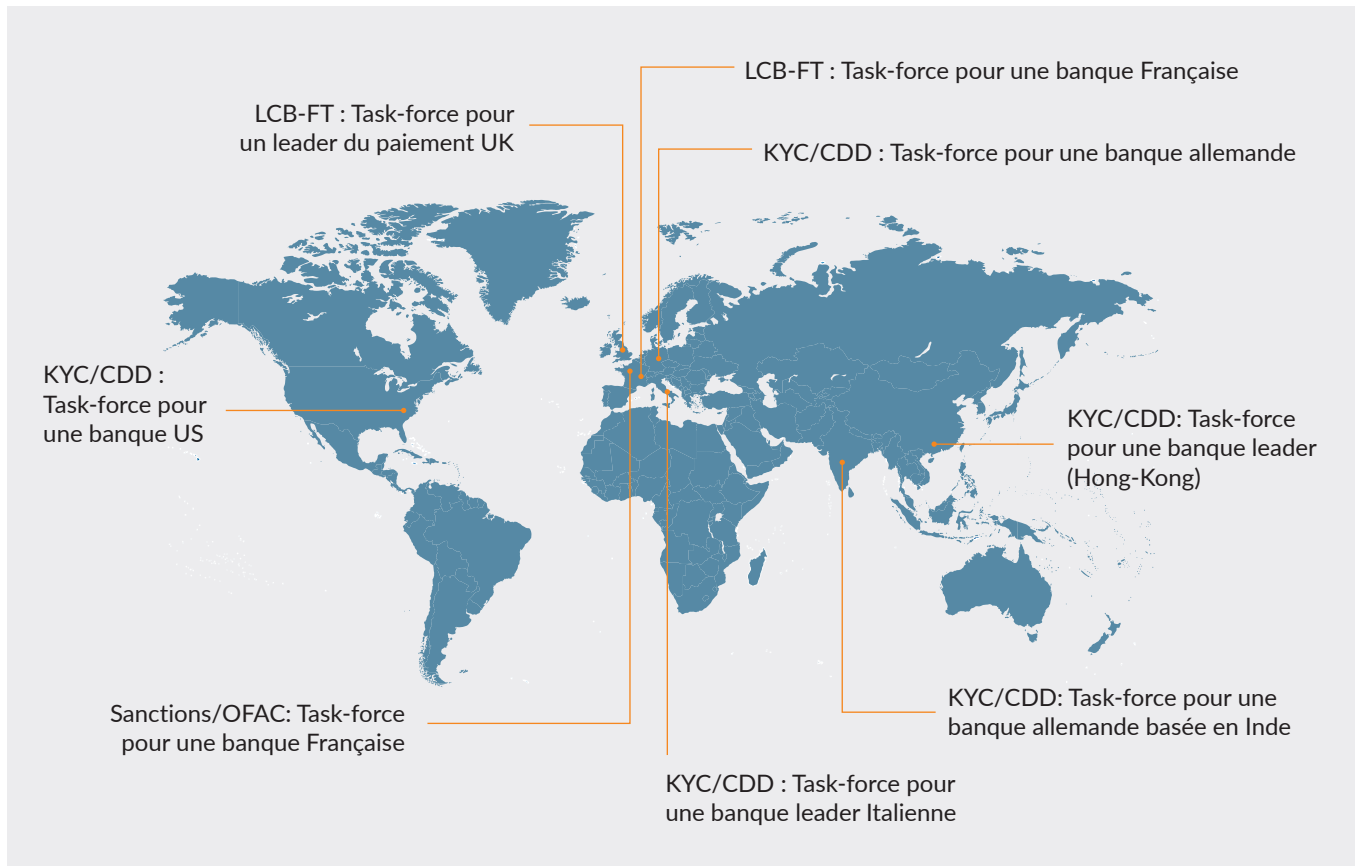 LCB-FT : Task-force pour une banque Française
LCB-FT : Task-force pour
un leader du paiement UK
KYC/CDD : Task-force pour une banque allemande
KYC/CDD :
Task-force pour
une banque US
KYC/CDD: Task-force
pour une banque leader
(Hong-Kong)
Sanctions/OFAC: Task-force
pour une banque Française
KYC/CDD: Task-force pour une
banque allemande basée en Inde
KYC/CDD : Task-force pour
une banque leader Italienne